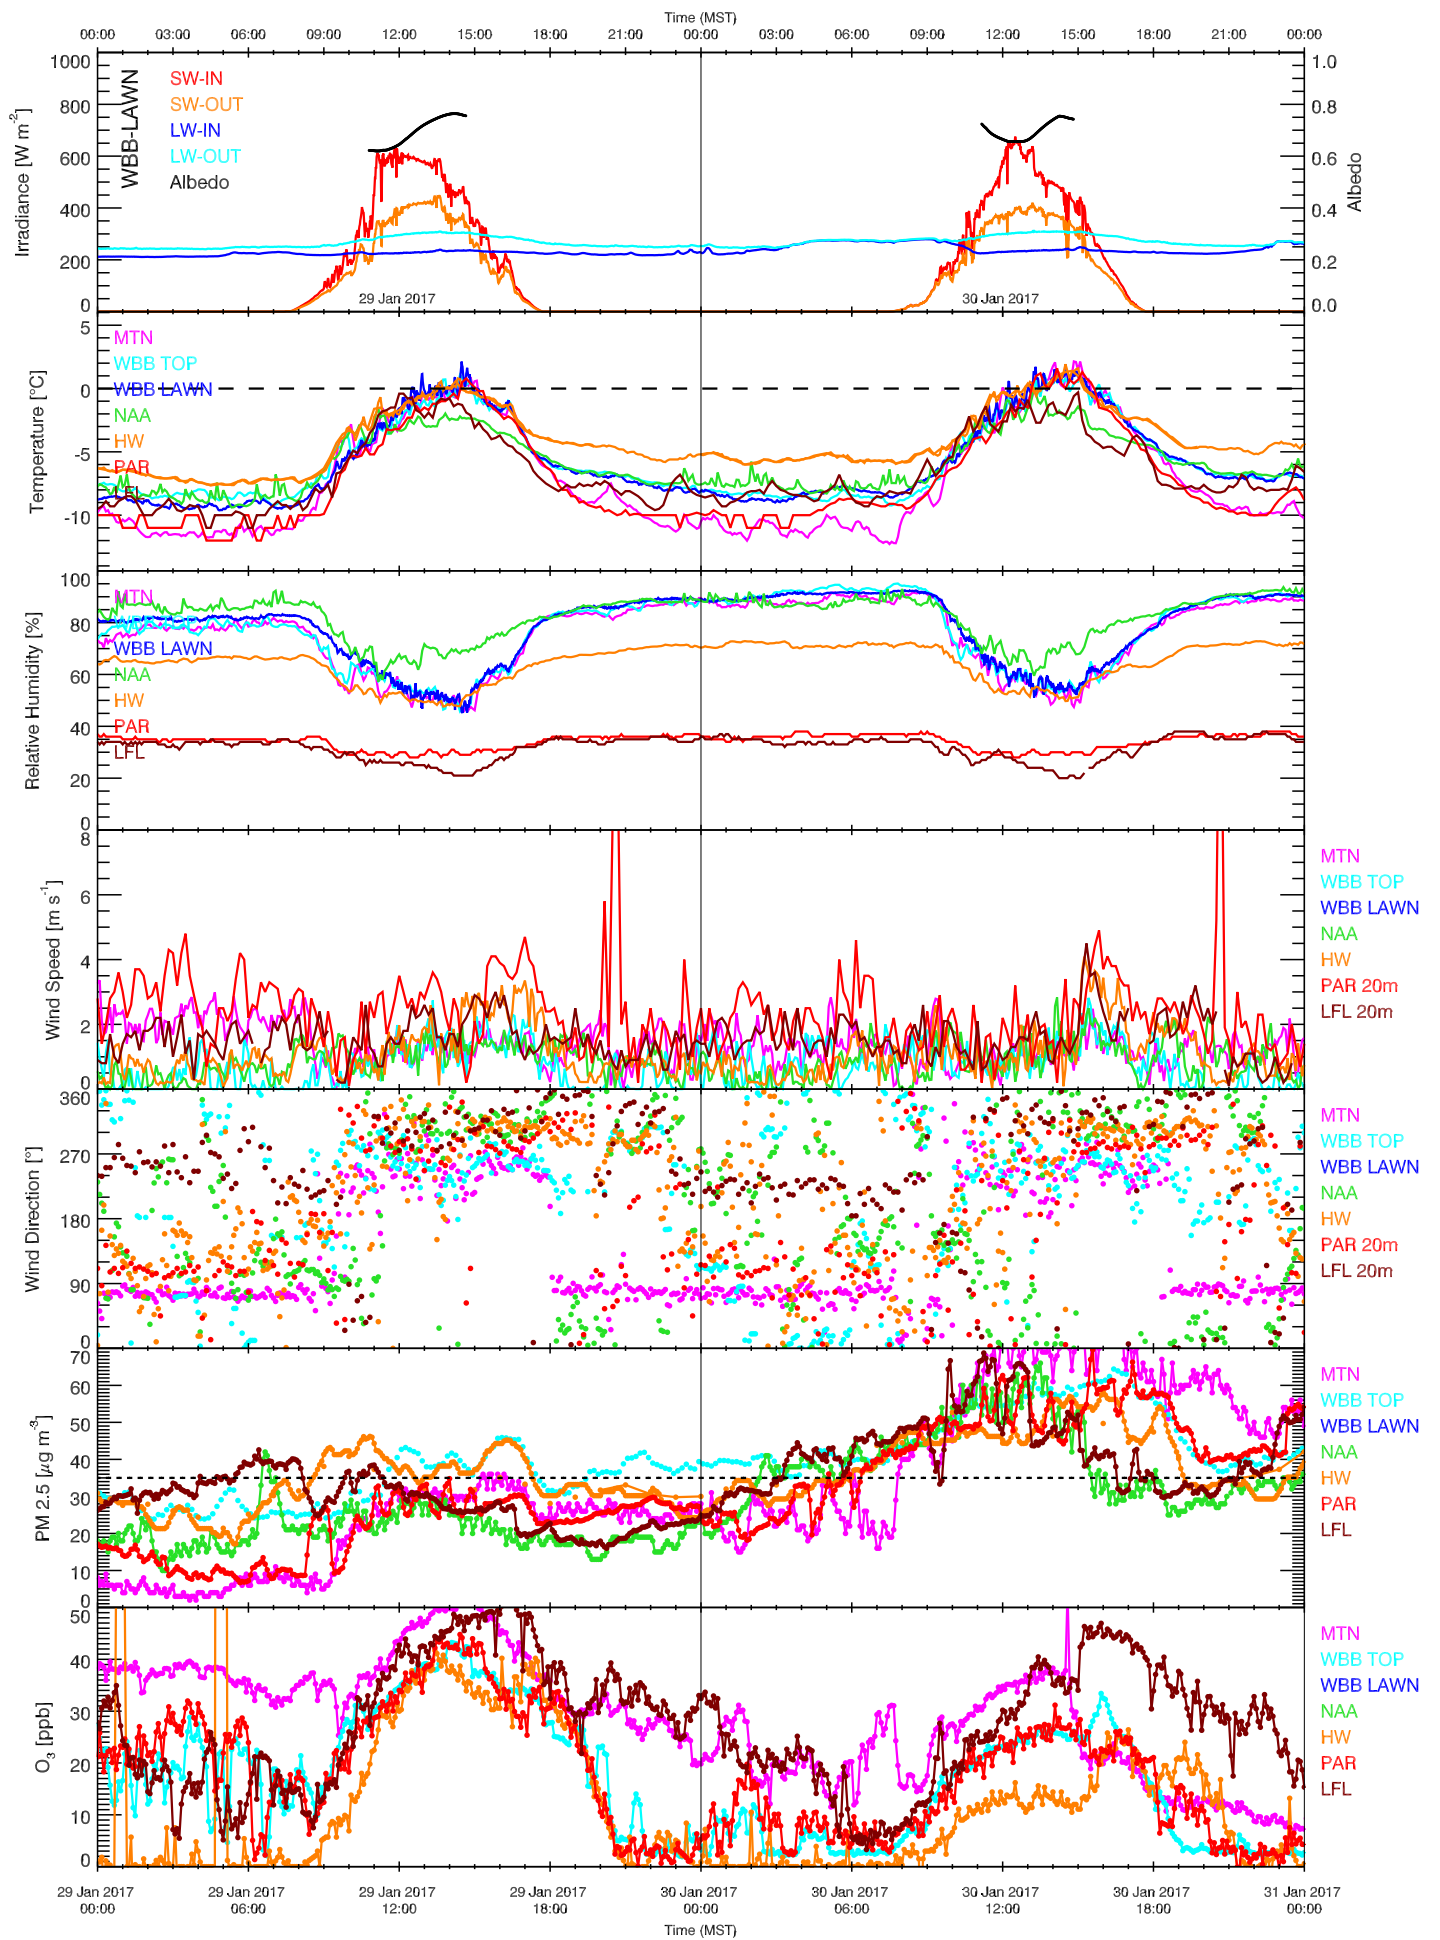 Time (MST)
00:00 03:00 06:00 09:00 12:00 15:00 18:00 21:00 00:00 03:00 06:00 09:00 12:00 15:00 18:00 21:00 00:00
Irradiance [W m-2]
1000
800
600
400
200
0
WBB-LAWN
SW-IN
SW-OUT
LW-IN
LW-OUT
Albedo
29 Jan 2017
30 Jan 2017
1.0
0.8
0.6
0.4
0.2
0.0
Albedo
Temperature [°C]
5
0
-5
-10
MTN
WBB TOP
WBB LAWN
NAA
HW
PAR
LFL
Relative Humidity [%]
100
80
60
40
20
0
MTN
WBB LAWN
NAA
HW
PAR
LFL
Wind Speed [m s-1]
8
6
4
2
0
MTN
WBB TOP
WBB LAWN
NAA
HW
PAR 20m
LFL 20m
Wind Direction [°]
360
270
180
90
0
MTN
WBB TOP
WBB LAWN
NAA
HW
PAR 20m
LFL 20m
PM 2.5 [µg m-3]
70
60
50
40
30
20
10
0
MTN
WBB TOP
WBB LAWN
NAA
HW
PAR
LFL
O3 [ppb]
50
40
30
20
10
0
MTN
WBB TOP
WBB LAWN
NAA
HW
PAR
LFL
29 Jan 2017 29 Jan 2017 29 Jan 2017 29 Jan 2017 30 Jan 2017 30 Jan 2017 30 Jan 2017 30 Jan 2017 31 Jan 2017
00:00 06:00 12:00 18:00 00:00 06:00 12:00 18:00 00:00
Time (MST)